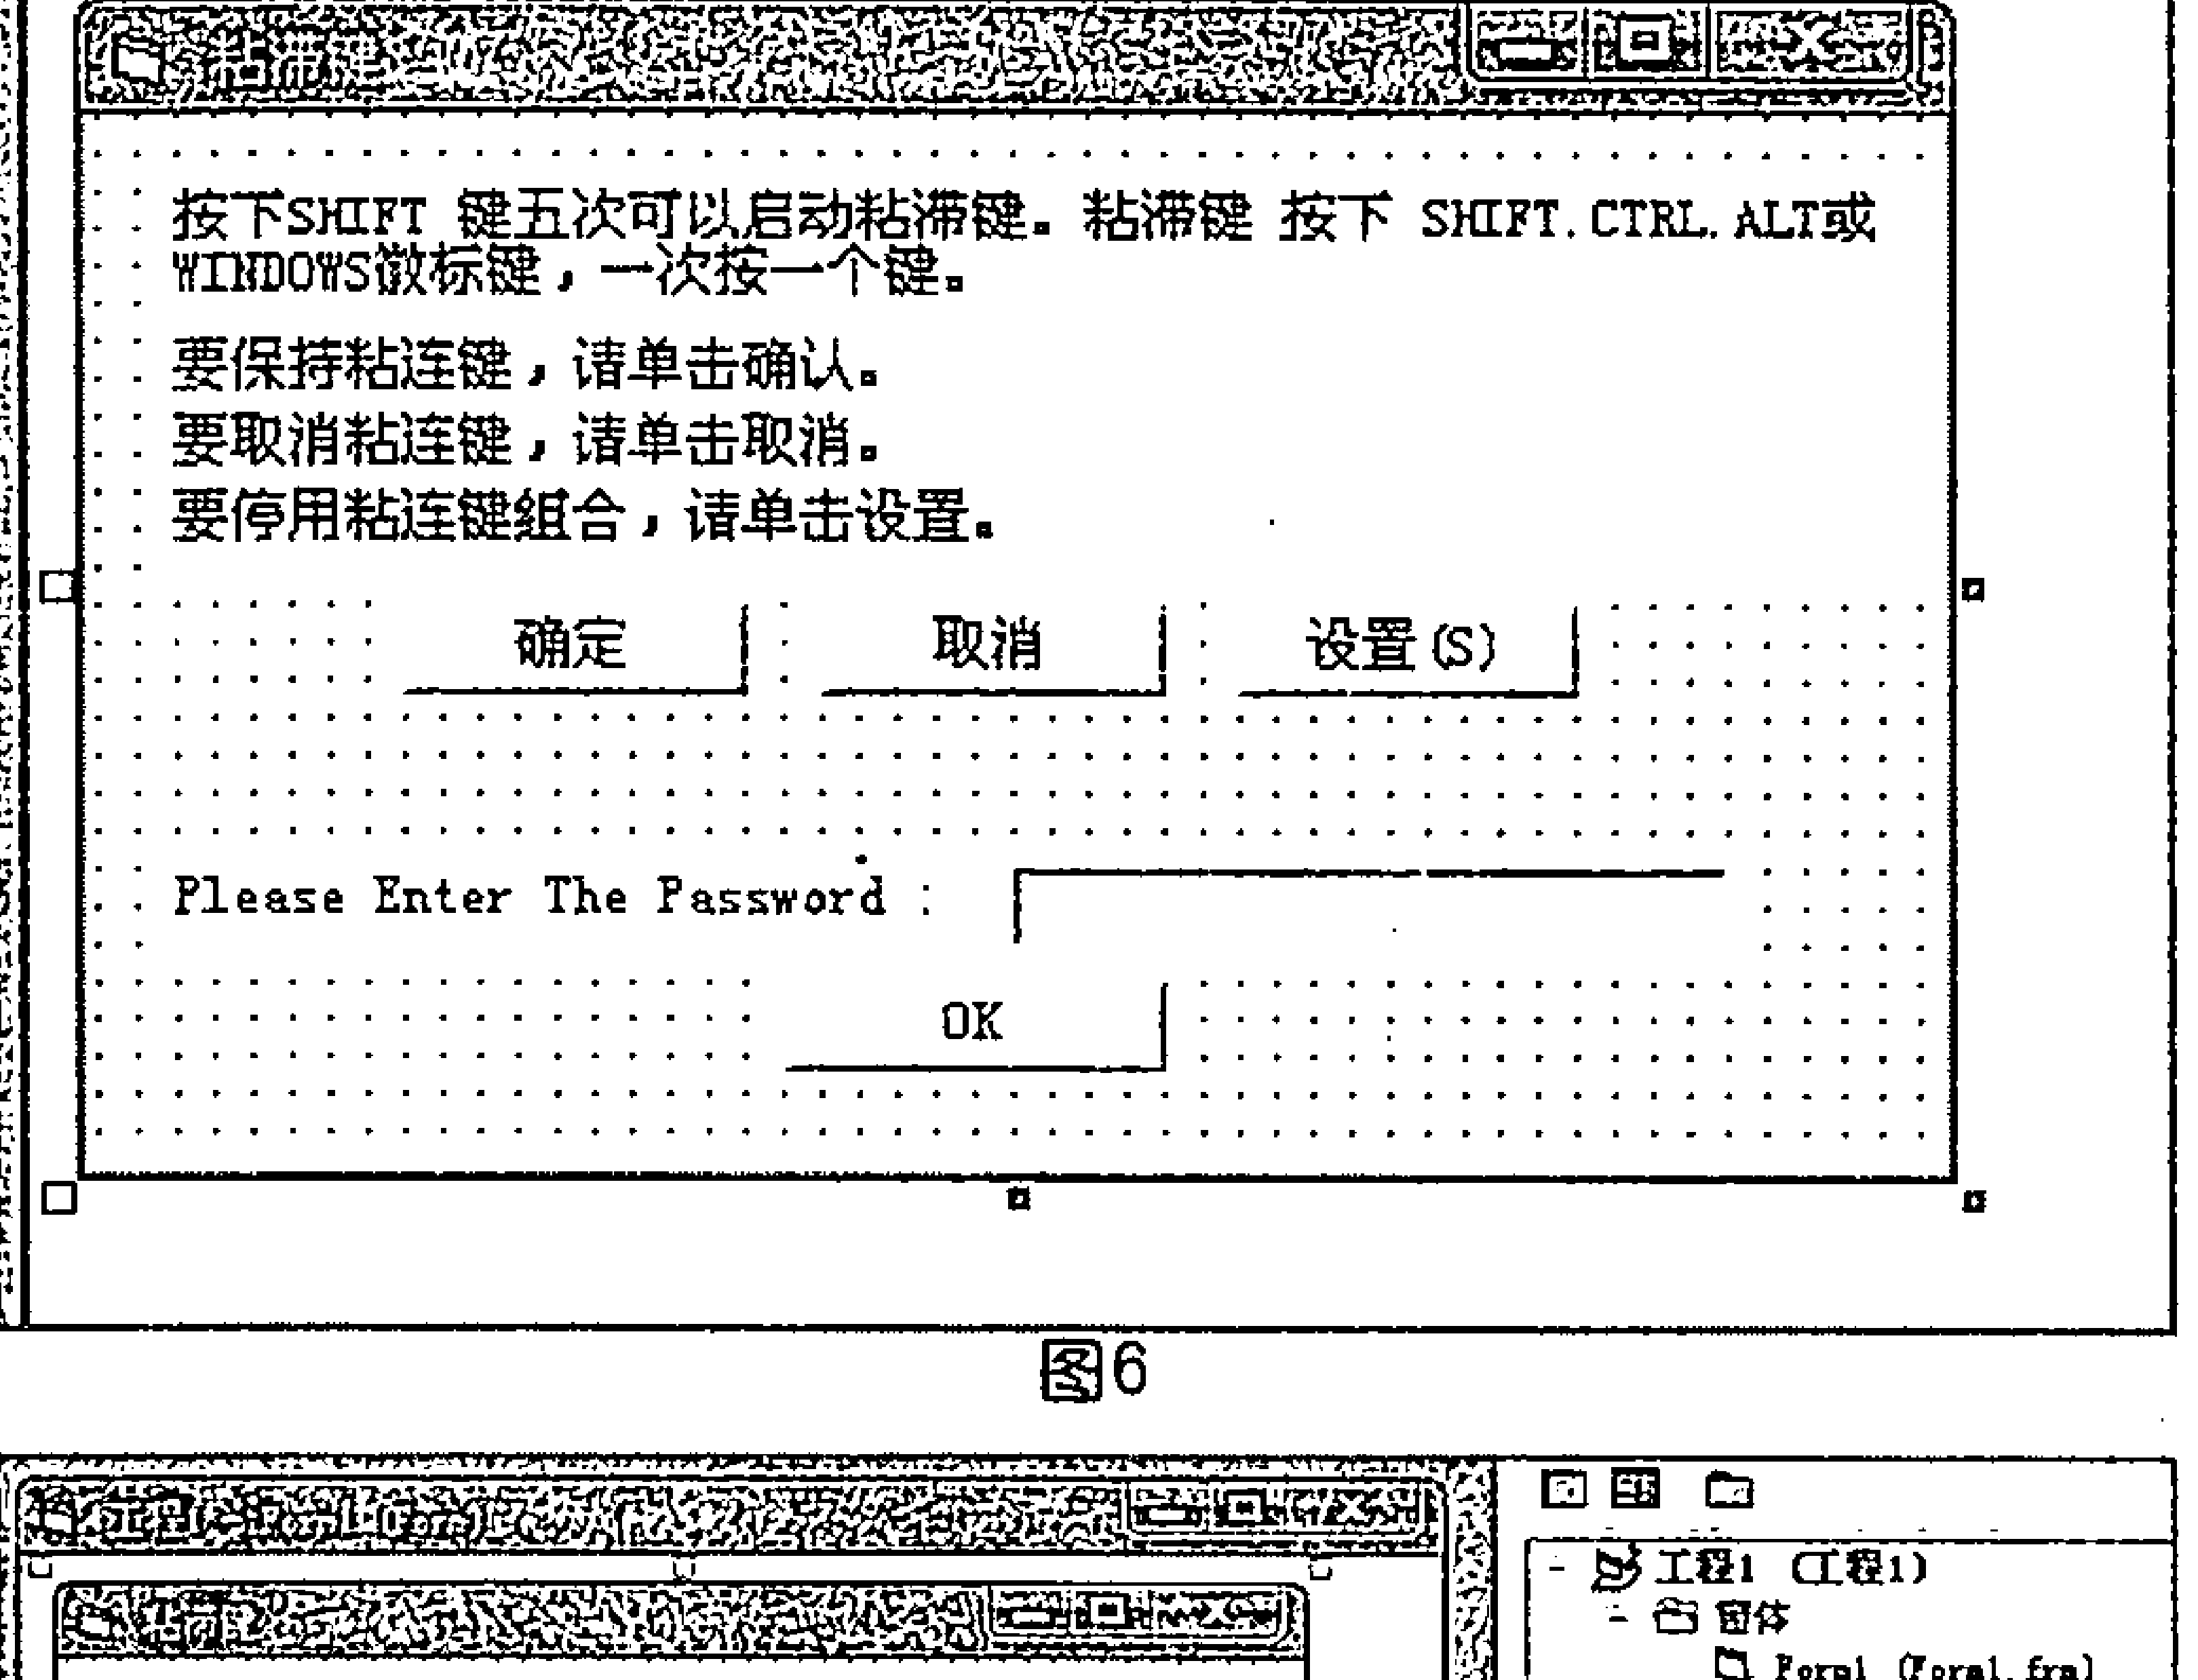 粘滞键
按下SHIFT 键五次可以启动粘滞键。粘滞键 按下 SHIFT.CTRL.ALT或
WINDOWS徽标键，一次按一个键。
要保持粘连键，请单击确认。
要取消粘连键，请单击取消。
要停用粘连键组合，请单击设置。
确定 取消 设置(S)
Please Enter The Password :
OK
图6
工程1 (工程1)
窗体
Form1 (Form1.frm)